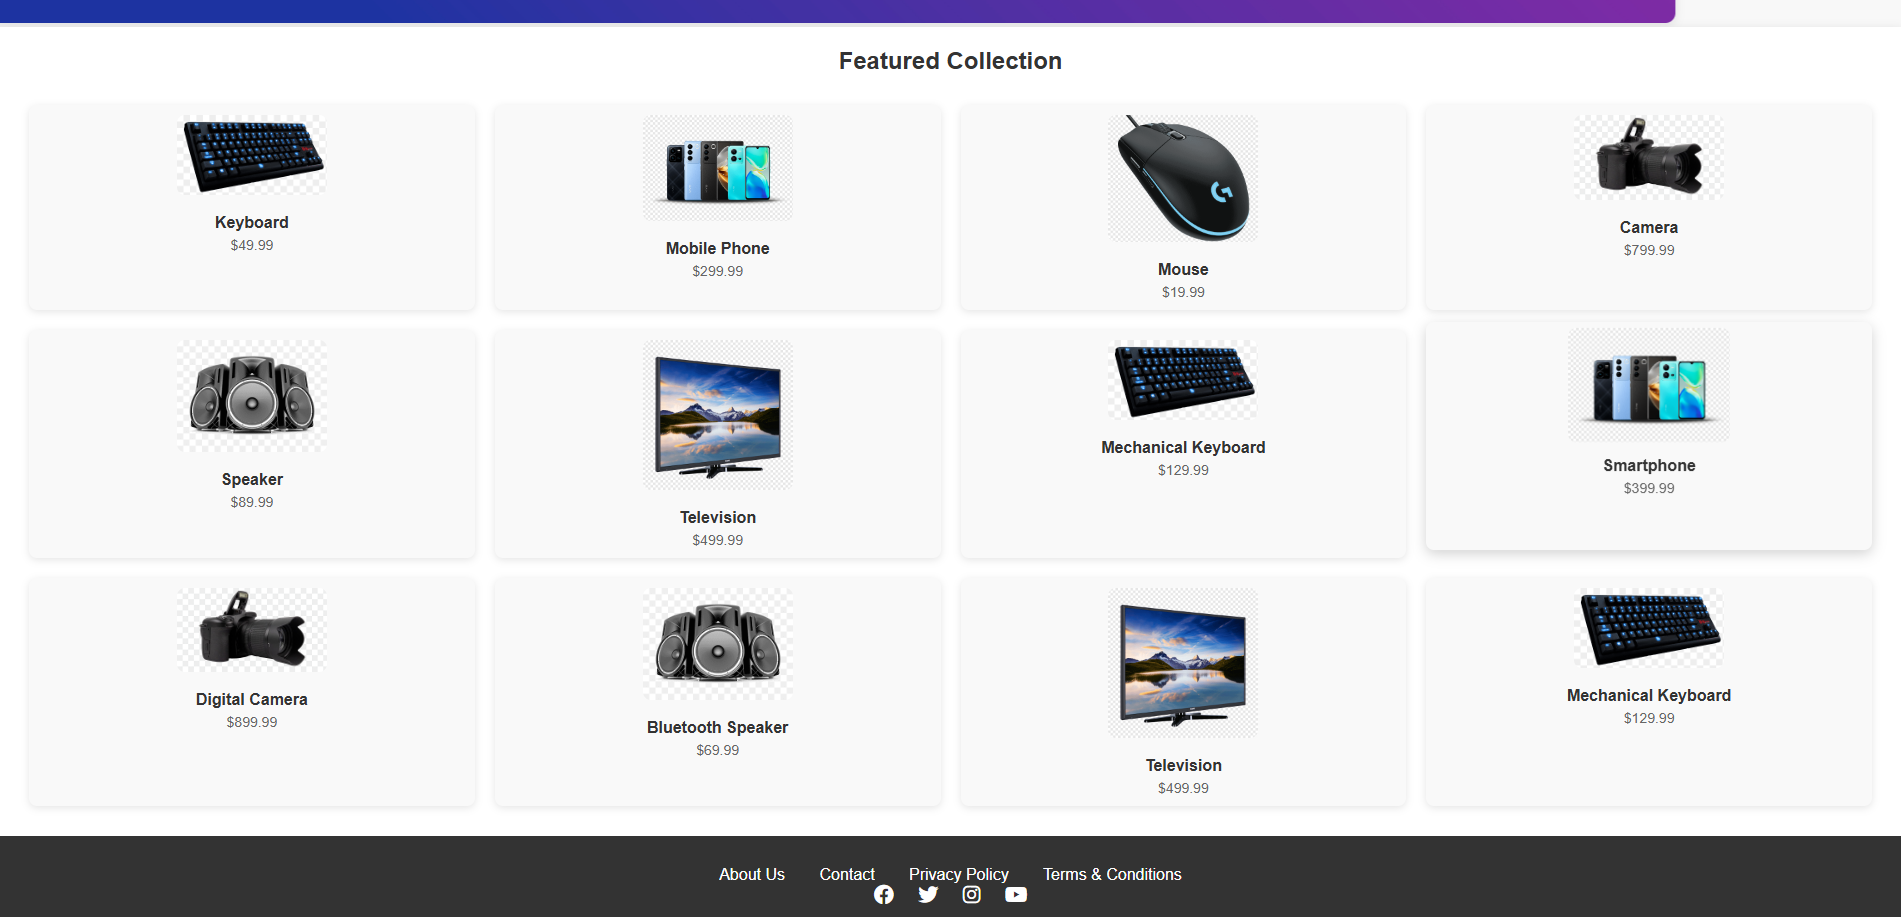 Featured Collection
Keyboard
$49.99
Mobile Phone
$299.99
Mouse
$19.99
Camera
$799.99
Speaker
$89.99
Television
$499.99
Mechanical Keyboard
$129.99
Smartphone
$399.99
Digital Camera
$899.99
Bluetooth Speaker
$69.99
Television
$499.99
Mechanical Keyboard
$129.99
About Us Contact Privacy Policy Terms & Conditions